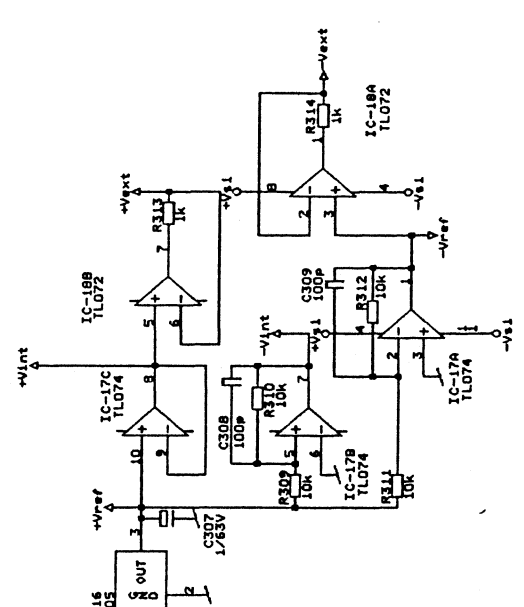 +Vint
+Vref
3
16
05
OUT
GND
2
C307
1/63V
10
9
8
IC-17C
TL074
5
6
7
IC-18B
TL072
R313
1k
+Vext
C308
100p
R310
10k
R309
10k
5
6
7
IC-17B
TL074
-Vint
+Vs1
8
2
3
1
4
-Vs1
R314
1k
IC-18A
TL072
-Vext
C309
100p
R312
10k
R311
10k
+Vs1
4
2
3
1
11
-Vs1
IC-17A
TL074
-Vref